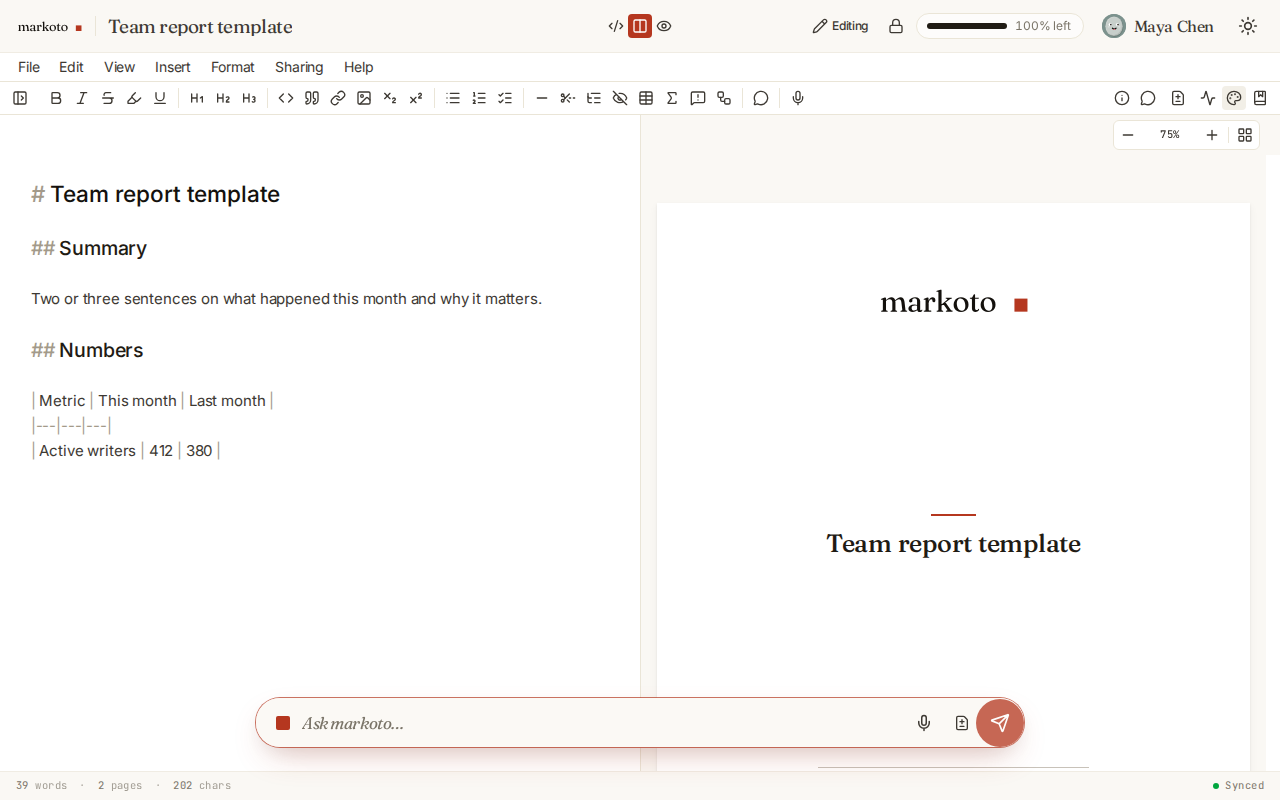 markoto
Team report template
Editing
100% left
Maya Chen
File Edit View Insert Format Sharing Help
H1 H2 H3
75%
# Team report template
## Summary
Two or three sentences on what happened this month and why it matters.
## Numbers
| Metric | This month | Last month |
|---|---|---|
| Active writers | 412 | 380 |
markoto
Team report template
Ask markoto...
39 words · 2 pages · 202 chars
Synced